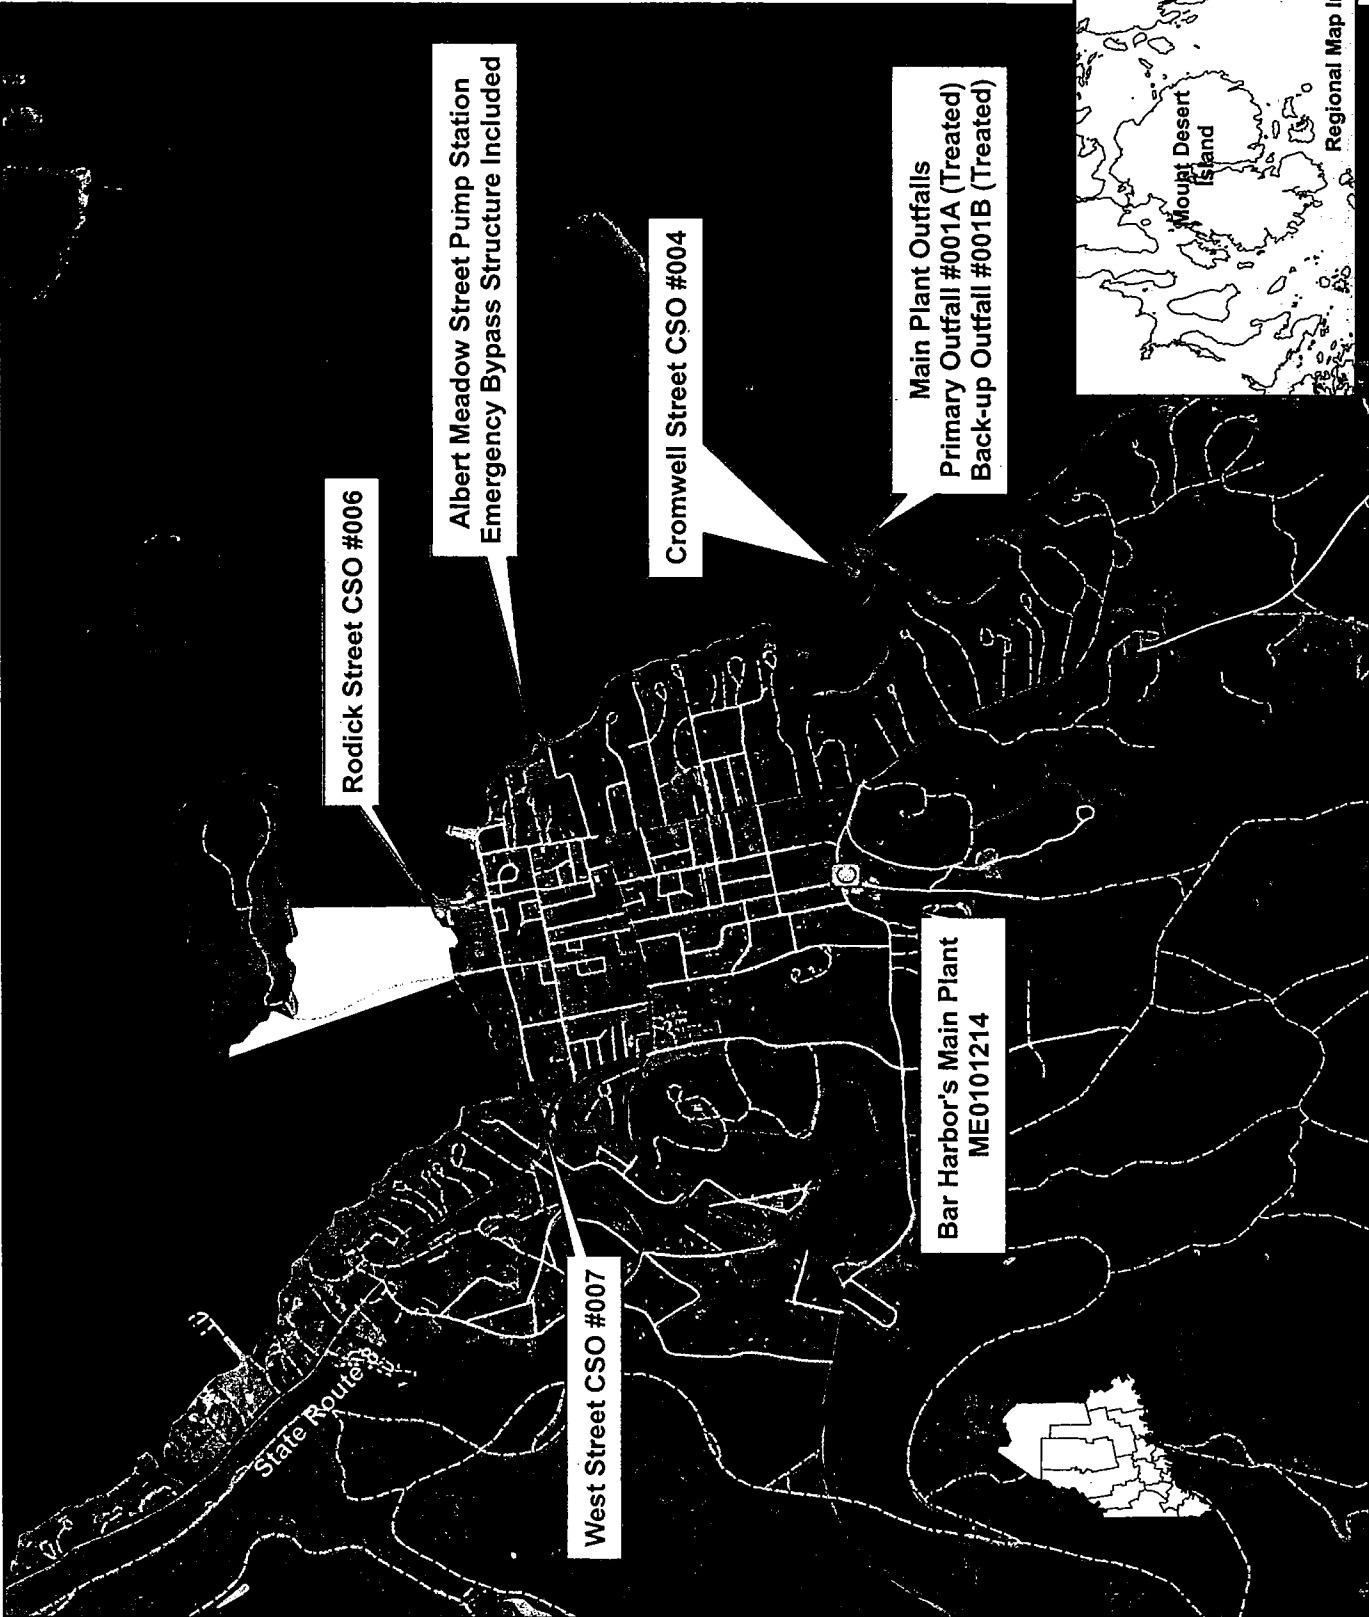 Rodick Street CSO #006
Albert Meadow Street Pump Station
Emergency Bypass Structure Included
Cromwell Street CSO #004
Main Plant Outfalls
Primary Outfall #001A (Treated)
Back-up Outfall #001B (Treated)
Mount Desert
Island
Regional Map
State Route 3
West Street CSO #007
Bar Harbor's Main Plant
ME0101214